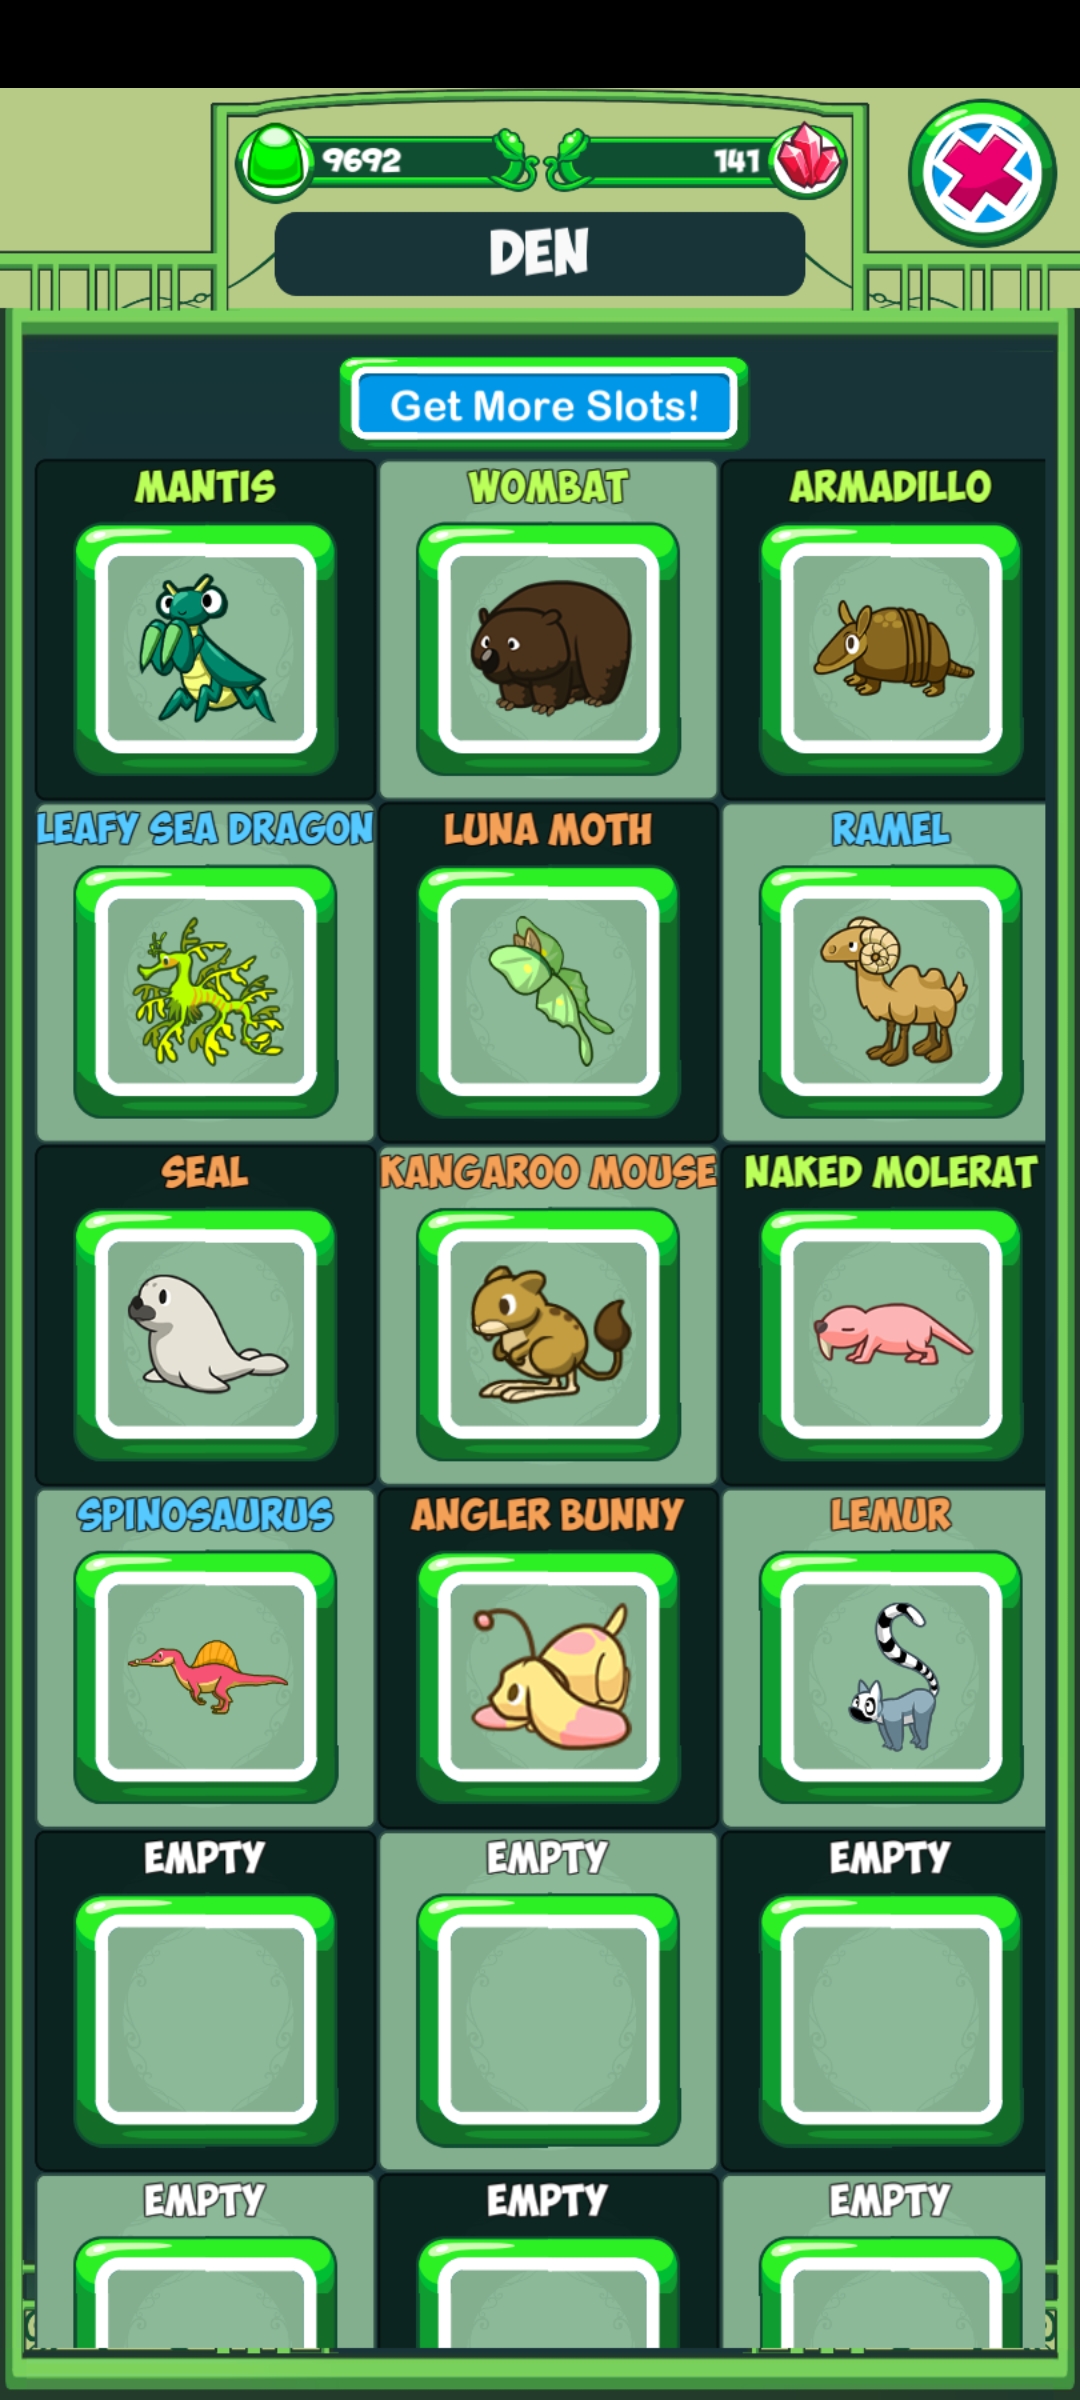 9692 141
DEN
Get More Slots!
MANTIS WOMBAT ARMADILLO
LEAFY SEA DRAGON LUNA MOTH RAMEL
SEAL KANGAROO MOUSE NAKED MOLERAT
SPINOSAURUS ANGLER BUNNY LEMUR
EMPTY EMPTY EMPTY
EMPTY EMPTY EMPTY